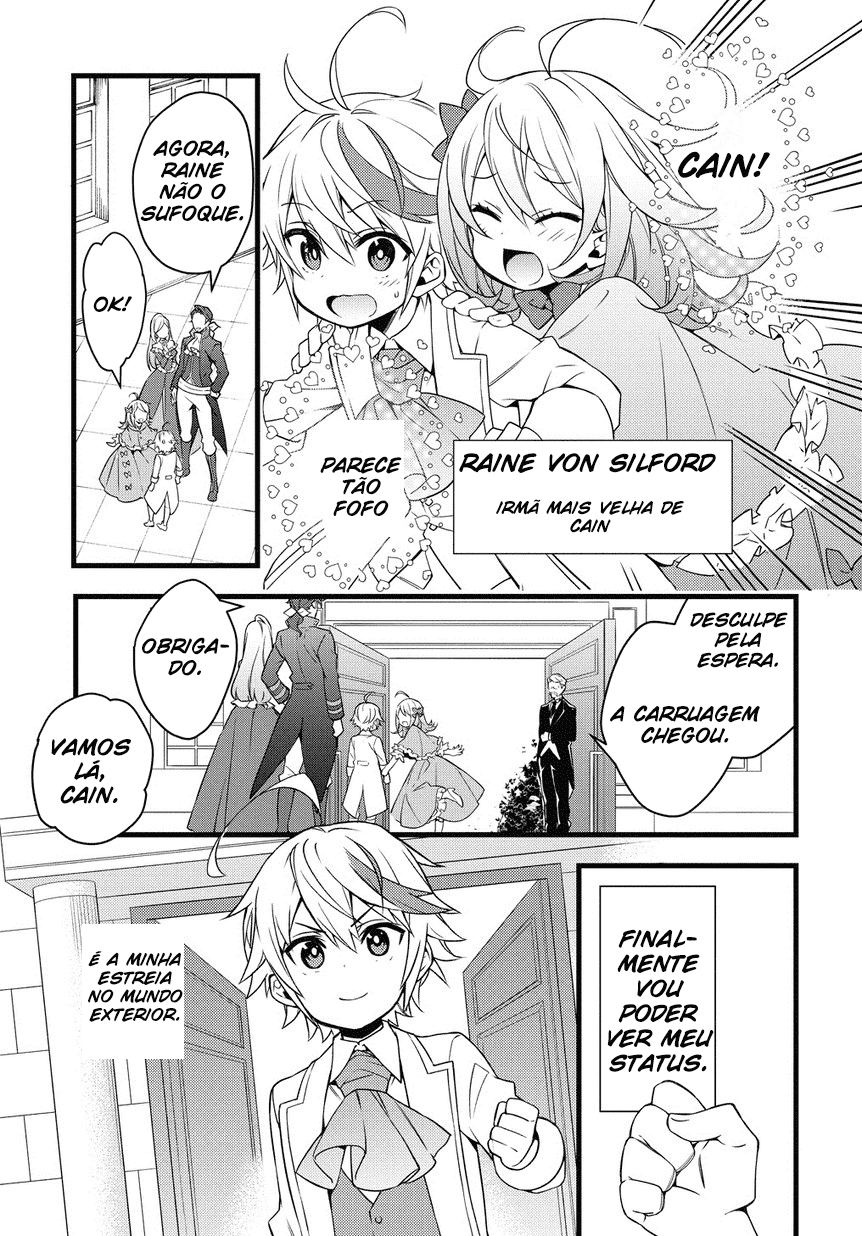 CAIN!
PARECE
TÃO
FOFO
RAINE VON SILFORD
IRMÃ MAIS VELHA DE
CAIN
AGORA,
RAINE
NÃO O
SUFOQUE.
OK!
DESCULPE
PELA
ESPERA.
A CARRUAGEM
CHEGOU.
OBRIGA-
DO.
VAMOS
LÁ,
CAIN.
FINAL-
MENTE
VOU
PODER
VER MEU
STATUS.
É A MINHA
ESTREIA
NO MUNDO
EXTERIOR.